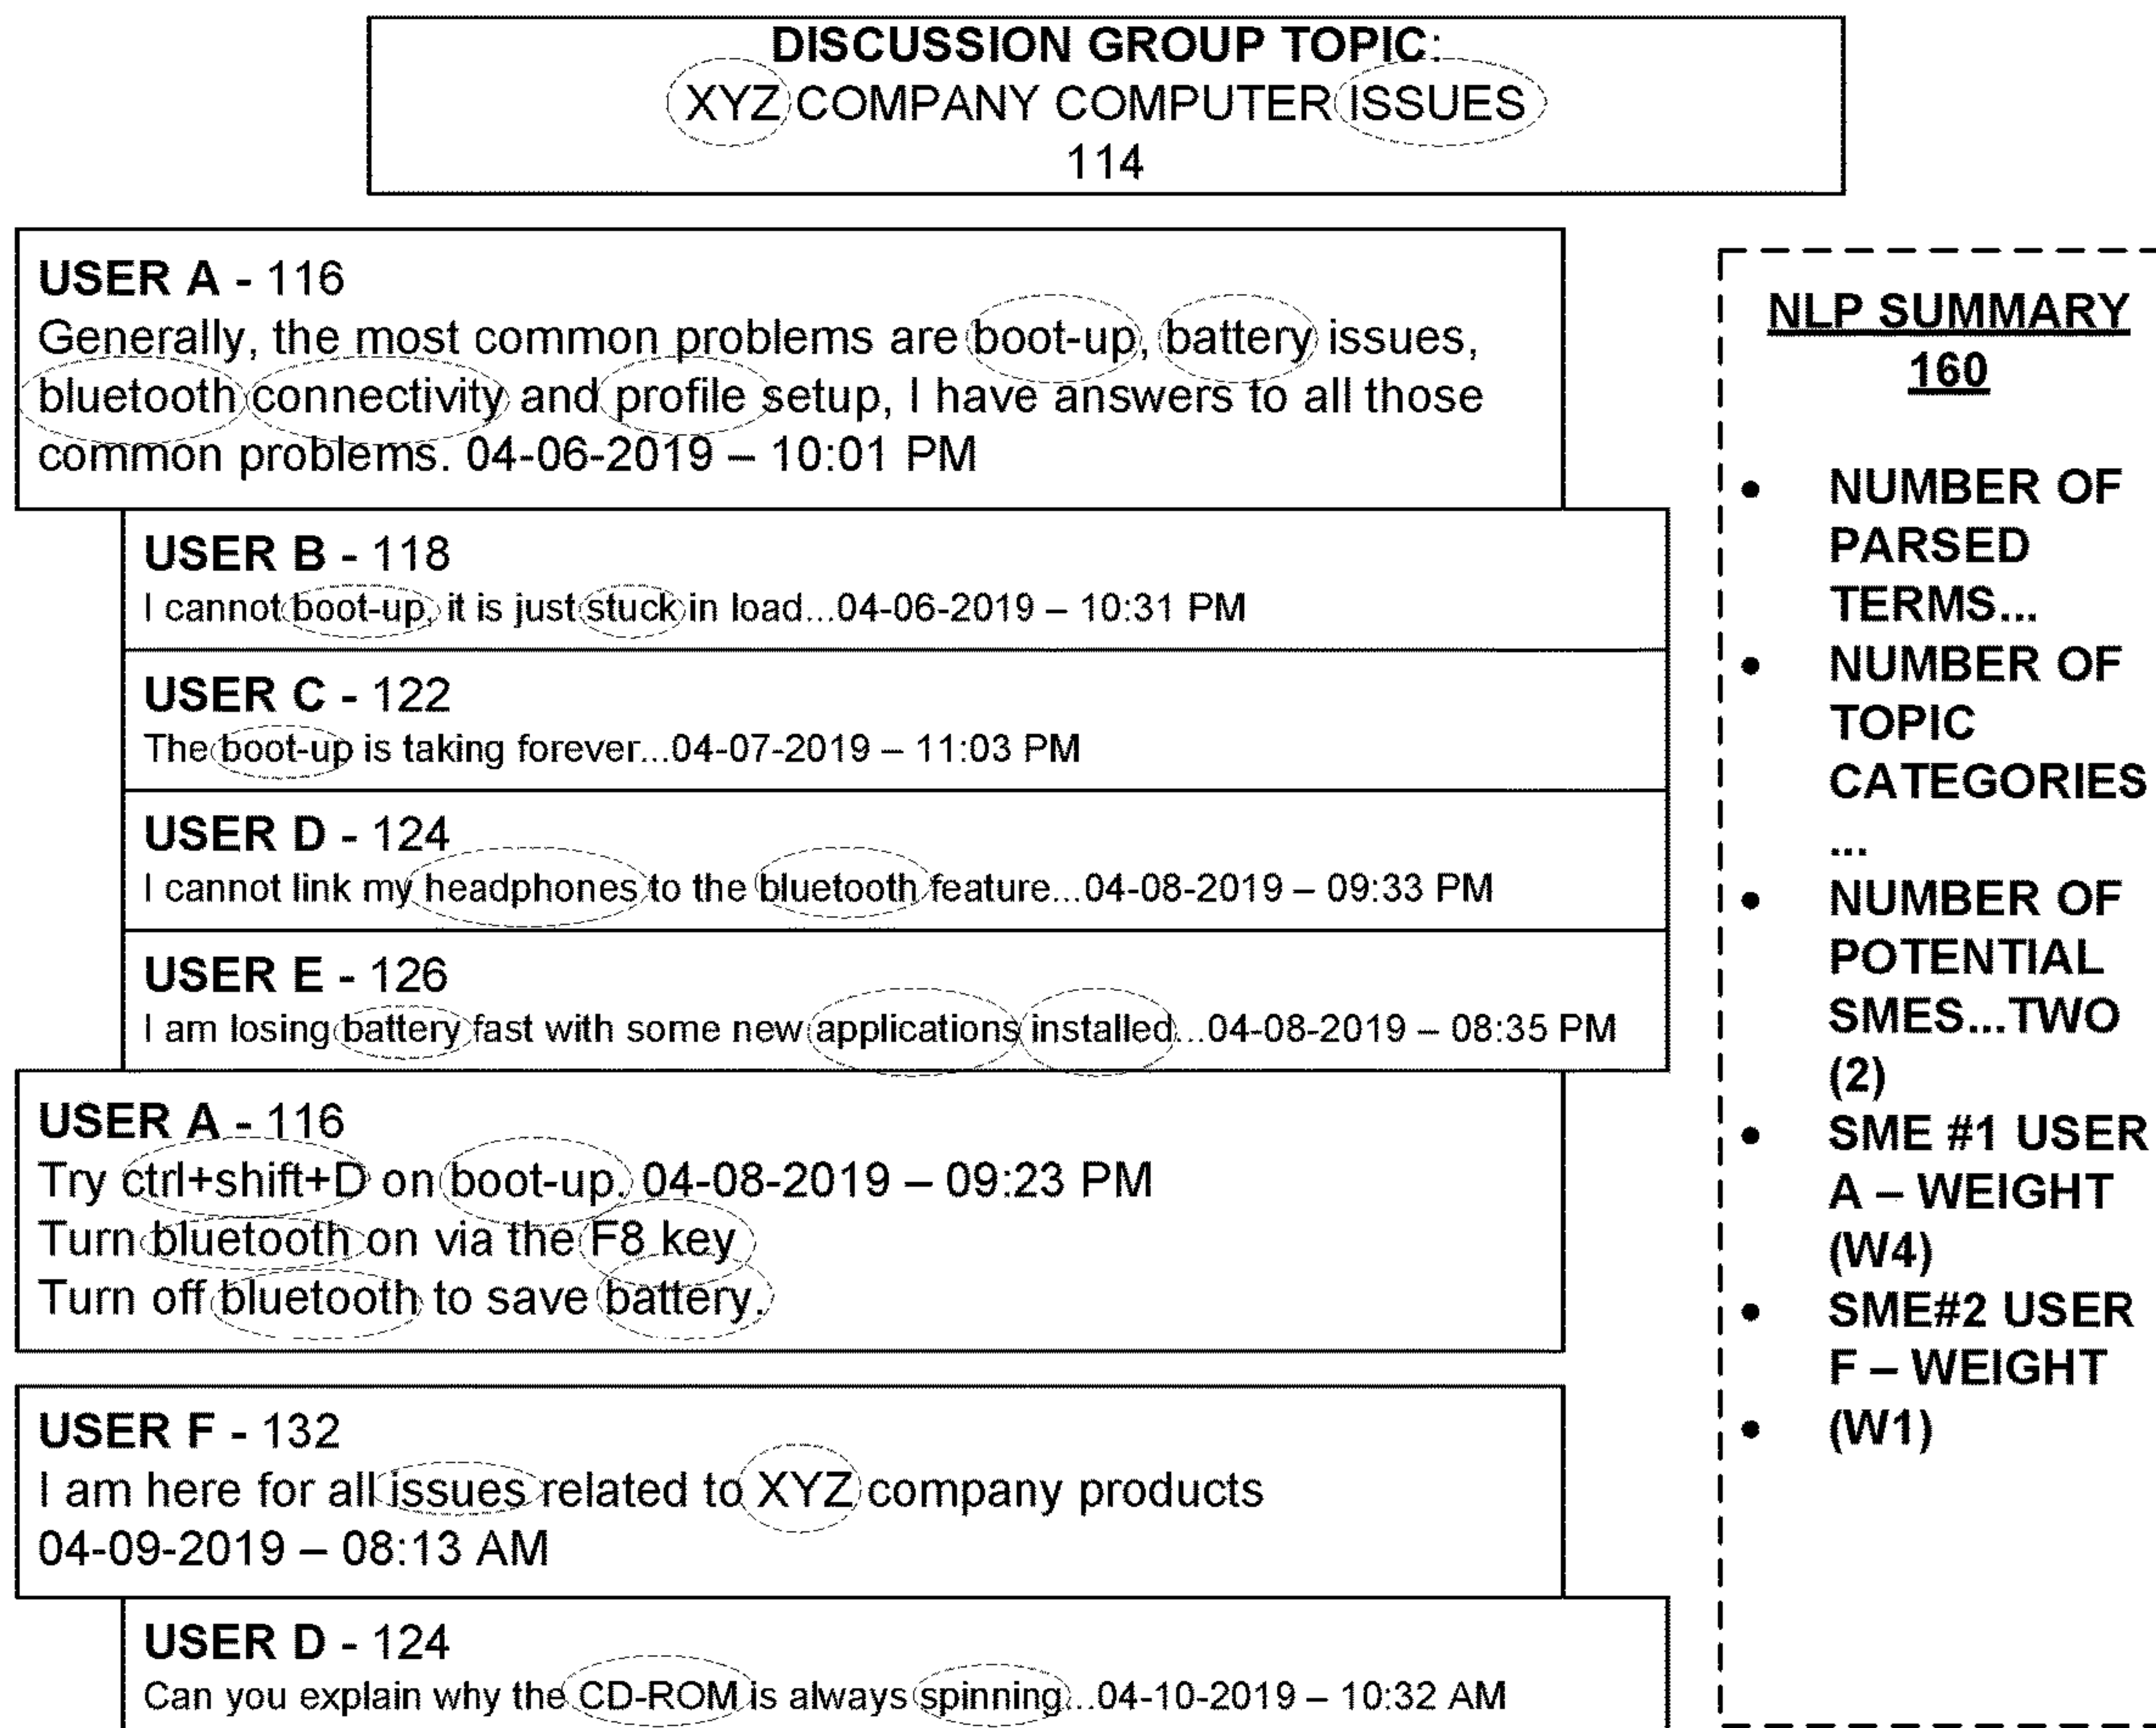 DISCUSSION GROUP TOPIC:
XYZ COMPANY COMPUTER ISSUES
114
USER A - 116
Generally, the most common problems are boot-up, battery issues,
bluetooth connectivity and profile setup, I have answers to all those
common problems. 04-06-2019 – 10:01 PM
USER B - 118
I cannot boot-up, it is just stuck in load...04-06-2019 – 10:31 PM
USER C - 122
The boot-up is taking forever...04-07-2019 – 11:03 PM
USER D - 124
I cannot link my headphones to the bluetooth feature...04-08-2019 – 09:33 PM
USER E - 126
I am losing battery fast with some new applications installed...04-08-2019 – 08:35 PM
USER A - 116
Try ctrl+shift+D on boot-up. 04-08-2019 – 09:23 PM
Turn bluetooth on via the F8 key
Turn off bluetooth to save battery.
USER F - 132
I am here for all issues related to XYZ company products
04-09-2019 – 08:13 AM
USER D - 124
Can you explain why the CD-ROM is always spinning...04-10-2019 – 10:32 AM
NLP SUMMARY
160
• NUMBER OF
PARSED
TERMS...
• NUMBER OF
TOPIC
CATEGORIES
...
• NUMBER OF
POTENTIAL
SMES...TWO
(2)
• SME #1 USER
A – WEIGHT
(W4)
• SME#2 USER
F – WEIGHT
• (W1)